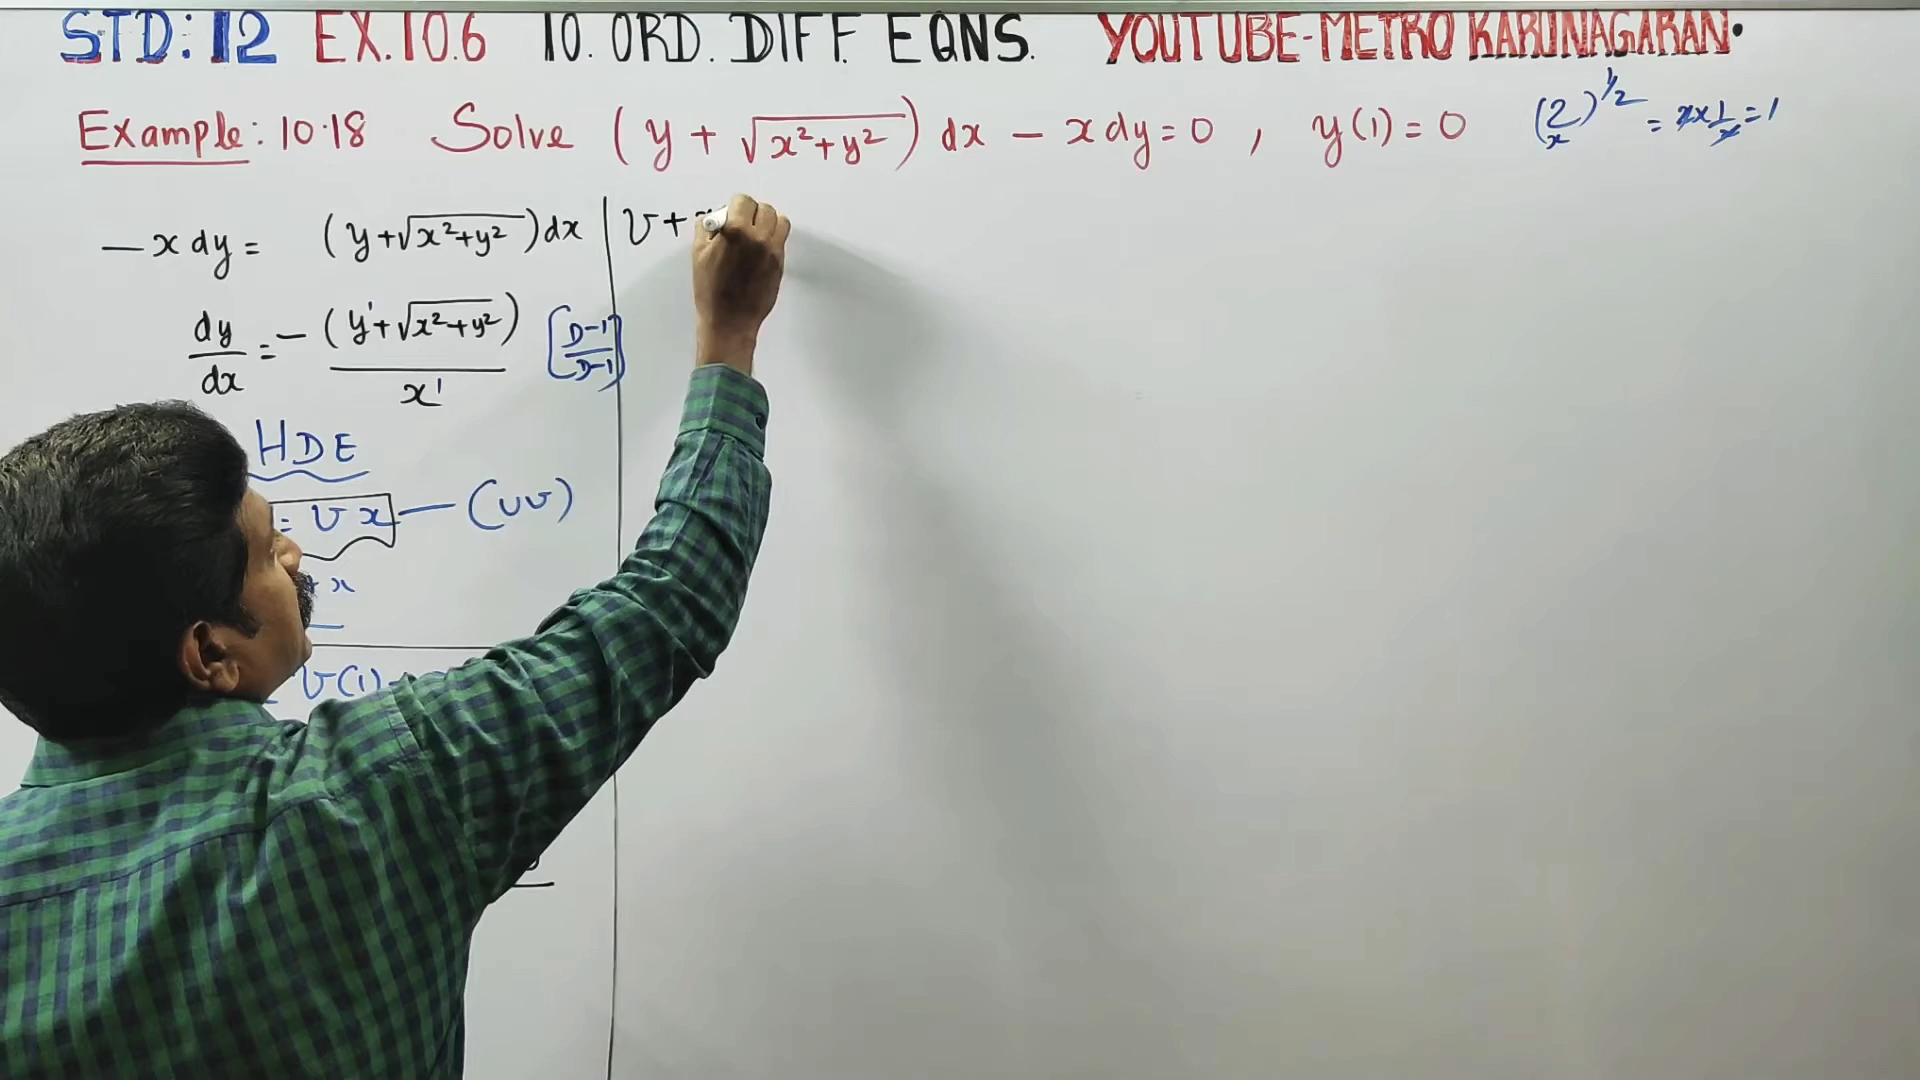 STD: 12 EX.10.6 10. ORD. DIFF. EQNS. YOUTUBE-METRO KARUNAGARAN.
Example: 10.18 Solve (y + √(x²+y²)) dx - x dy = 0, y(1) = 0
(2/x)^1/2 = x x 1/x = 1
- x dy = (y + √(x²+y²)) dx
dy/dx = - (y' + √(x²+y²)) / x' [D-1/D-1]
HDE
= vx — (uv)
+ x
v(1)
v +